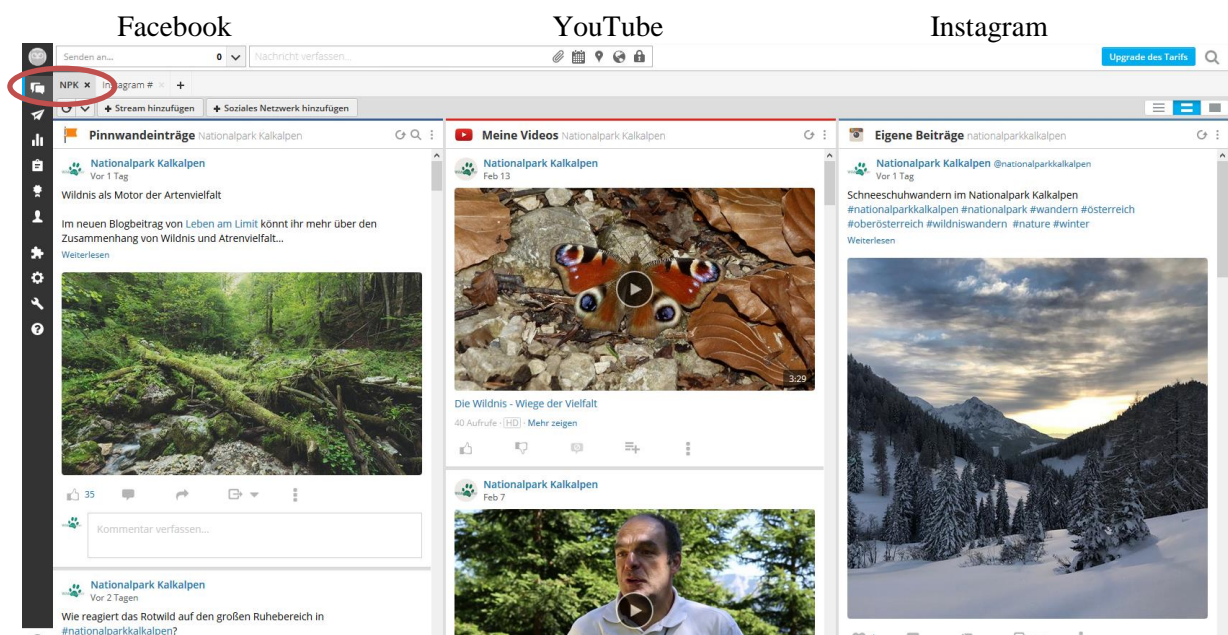 Facebook YouTube Instagram
Senden an... 0 Nachricht verfassen... Upgrade des Tarifs
NPK × Instagram # × +
+ Stream hinzufügen + Soziales Netzwerk hinzufügen
Pinnwandeinträge Nationalpark Kalkalpen
Nationalpark Kalkalpen
Vor 1 Tag
Wildnis als Motor der Artenvielfalt
Im neuen Blogbeitrag von Leben am Limit könnt ihr mehr über den
Zusammenhang von Wildnis und Atrenvielfalt...
Weiterlesen
35
Kommentar verfassen...
Nationalpark Kalkalpen
Vor 2 Tagen
Wie reagiert das Rotwild auf den großen Ruhebereich in
#nationalparkkalkalpen?
Meine Videos Nationalpark Kalkalpen
Nationalpark Kalkalpen
Feb 13
3:29
Die Wildnis - Wiege der Vielfalt
40 Aufrufe · HD · Mehr zeigen
Nationalpark Kalkalpen
Feb 7
Eigene Beiträge nationalparkkalkalpen
Nationalpark Kalkalpen @nationalparkkalkalpen
Vor 1 Tag
Schneeschuhwandern im Nationalpark Kalkalpen
#nationalparkkalkalpen #nationalpark #wandern #österreich
#oberösterreich #wildniswandern #nature #winter
Weiterlesen